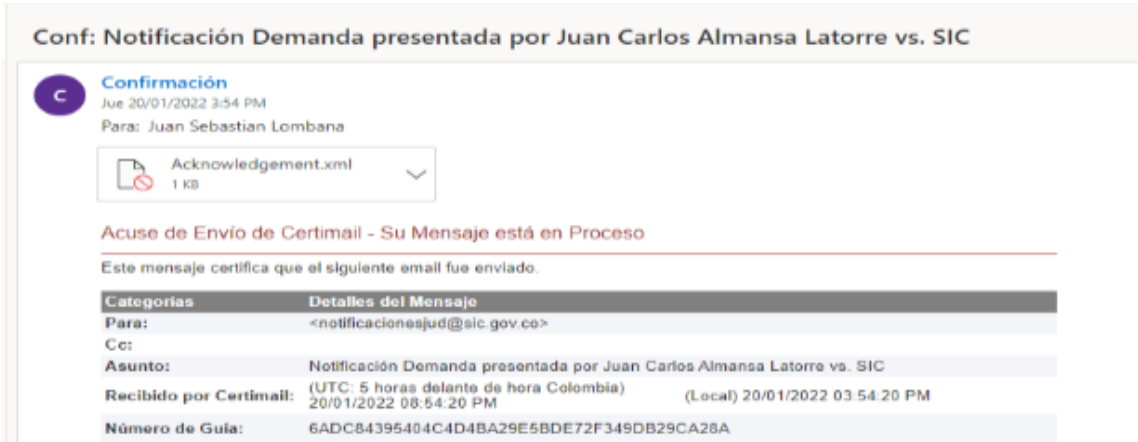 Conf: Notificación Demanda presentada por Juan Carlos Almansa Latorre vs. SIC
C
Confirmación
Jue 20/01/2022 3:54 PM
Para: Juan Sebastian Lombana
Acknowledgement.xml
1 KB
Acuse de Envío de Certimail - Su Mensaje está en Proceso
Este mensaje certifica que el siguiente email fue enviado.
Categorías Detalles del Mensaje
Para: <notificacionesjud@sic.gov.co>
Cc:
Asunto: Notificación Demanda presentada por Juan Carlos Almansa Latorre vs. SIC
Recibido por Certimail: (UTC: 5 horas delante de hora Colombia) 20/01/2022 08:54:20 PM (Local) 20/01/2022 03:54:20 PM
Número de Guía: 6ADC84395404C4D4BA29E5BDE72F349DB29CA28A